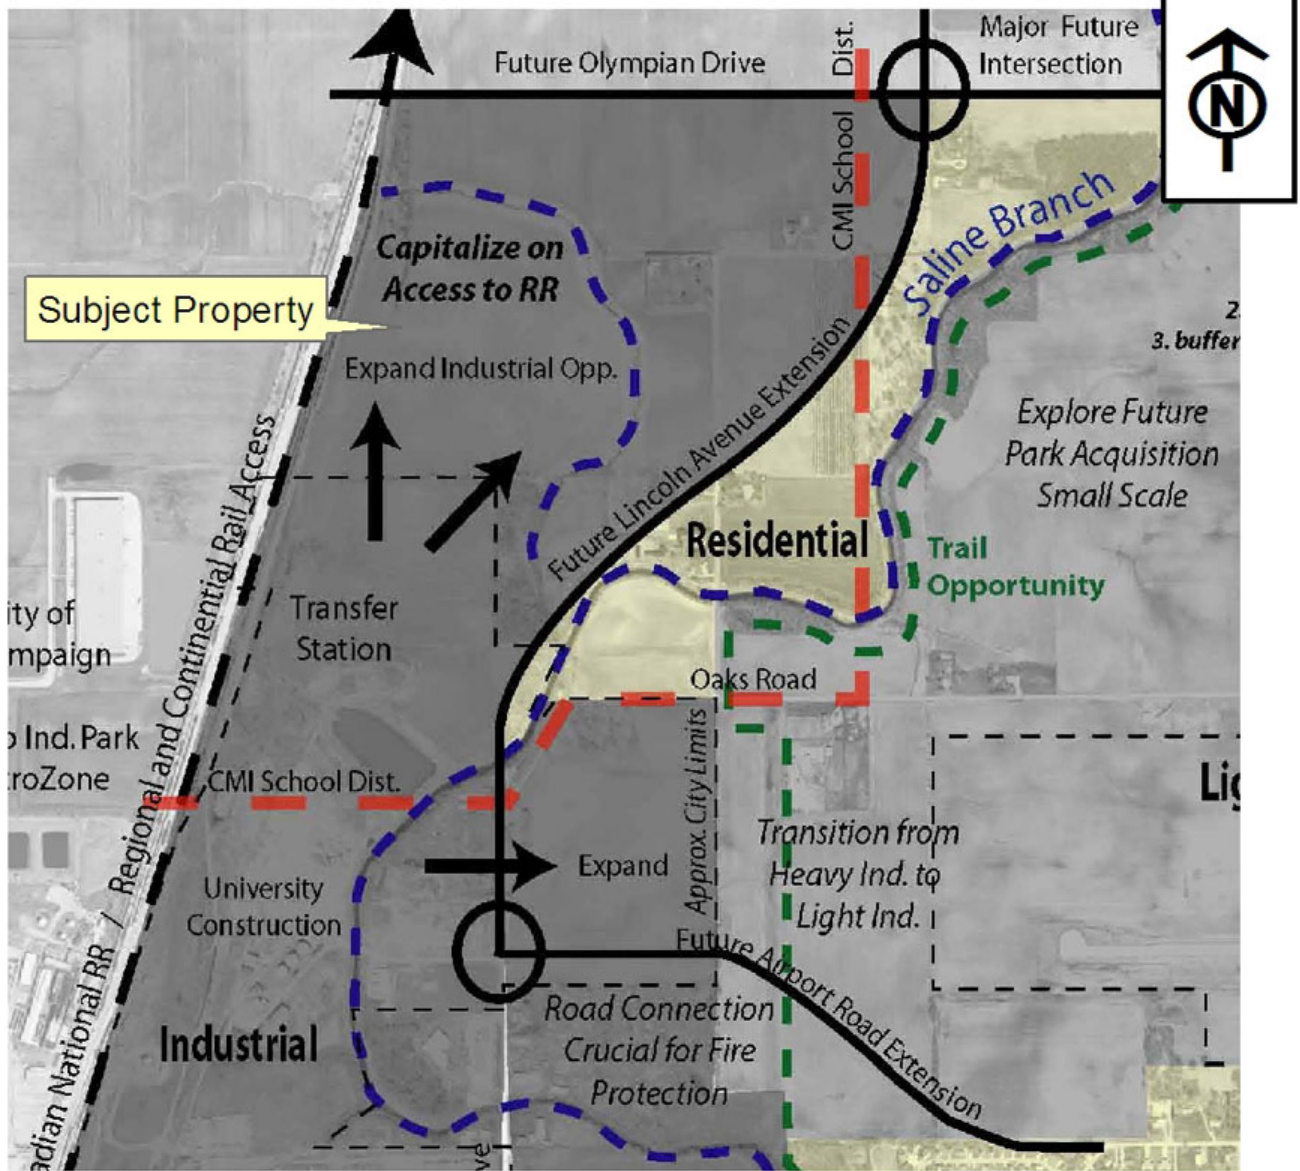 Future Olympian Drive
CMI School Dist.
Major Future
Intersection
N
Saline Branch
Capitalize on
Access to RR
Subject Property
2.
3. buffer
Expand Industrial Opp.
Future Lincoln Avenue Extension
Explore Future
Park Acquisition
Small Scale
Residential
Trail
Opportunity
adian National RR / Regional and Continental Rail Access
Transfer
Station
ity of
mpaign
Oaks Road
Ind. Park
roZone
CMI School Dist.
Approx. City Limits
Lig
Transition from
Heavy Ind. to
Light Ind.
Expand
University
Construction
Future Airport Road Extension
Road Connection
Crucial for Fire
Protection
Industrial
ve